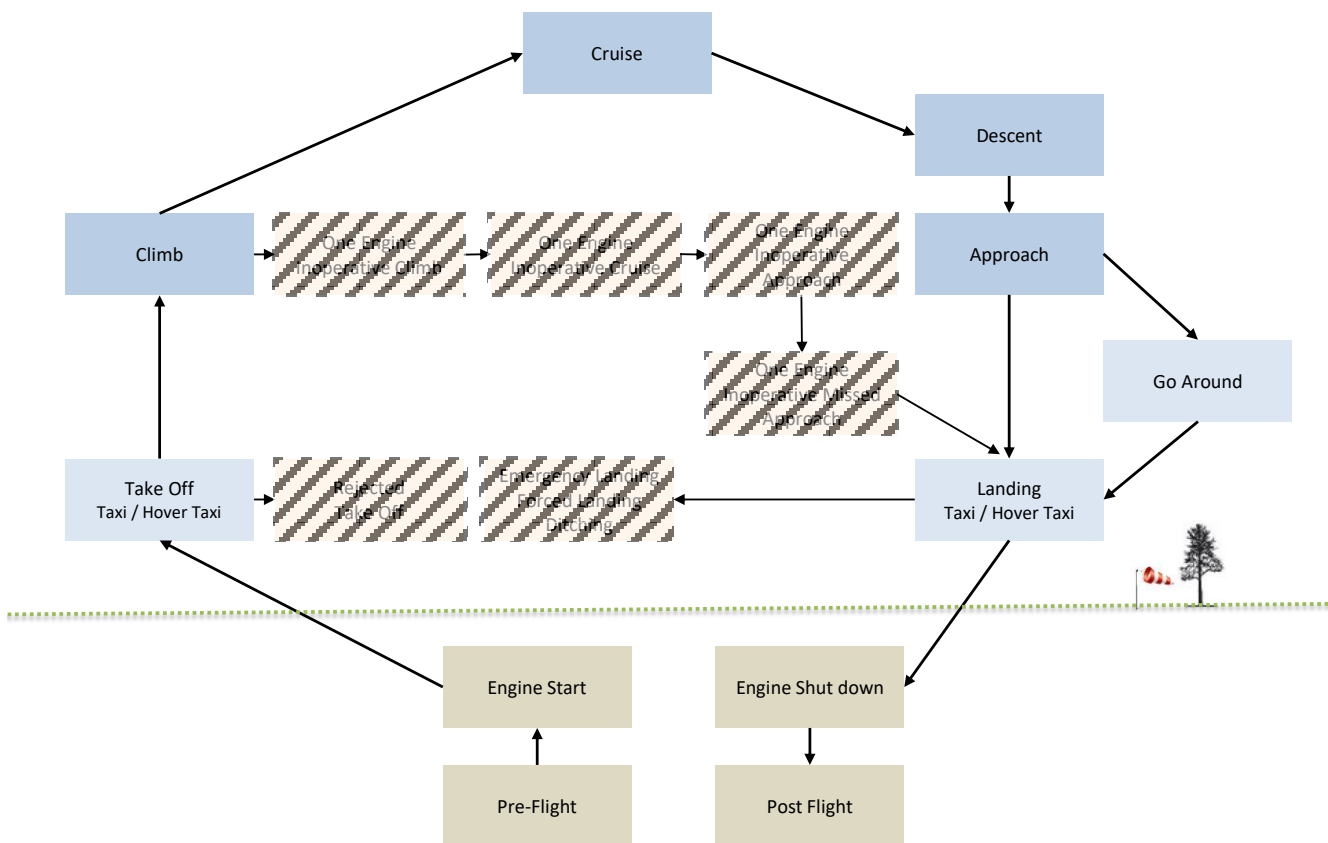 Cruise
Descent
Climb
One Engine
Inoperative Climb
One Engine
Inoperative Cruise
One Engine
Inoperative
Approach
Approach
One Engine
Inoperative Missed
Approach
Go Around
Take Off
Taxi / Hover Taxi
Rejected
Take Off
Emergency Landing
Forced Landing
Ditching
Landing
Taxi / Hover Taxi
Engine Start
Engine Shut down
Pre-Flight
Post Flight